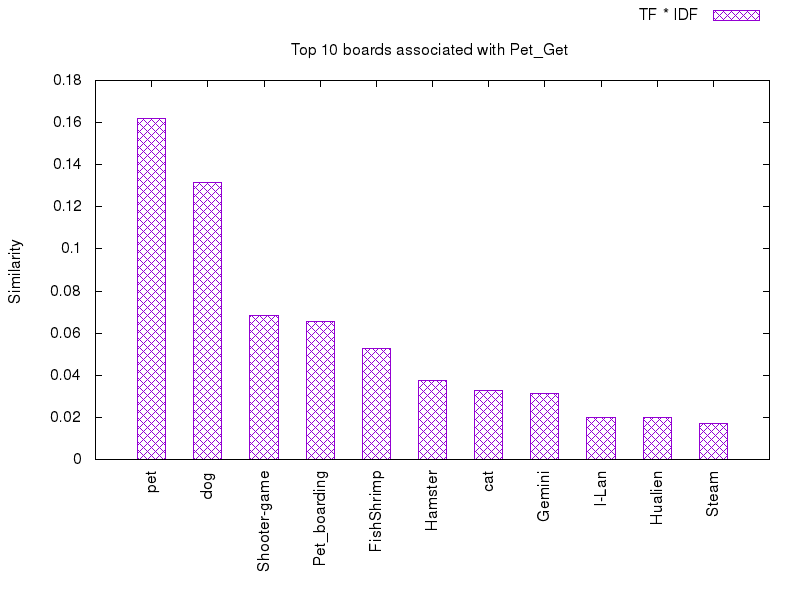 TF * IDF
Top 10 boards associated with Pet_Get
Similarity
0.18
0.16
0.14
0.12
0.1
0.08
0.06
0.04
0.02
0
pet
dog
Shooter-game
Pet_boarding
FishShrimp
Hamster
cat
Gemini
I-Lan
Hualien
Steam